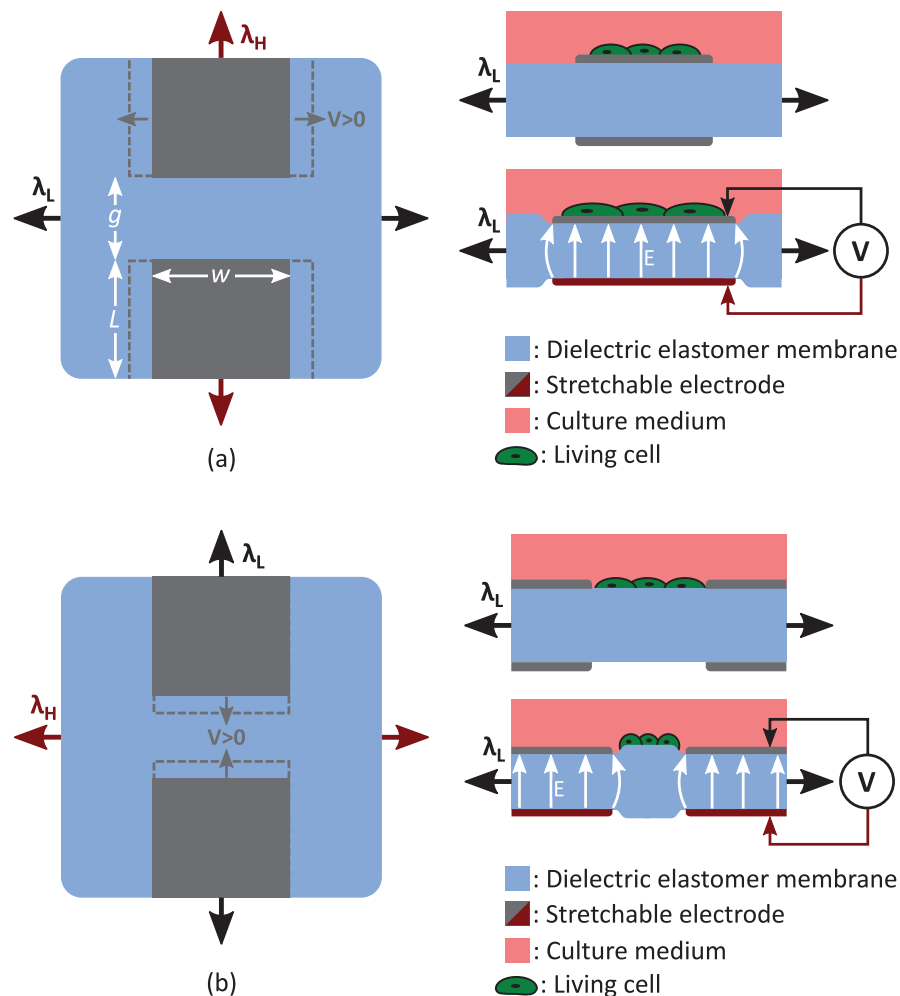 λH
V>0
λL
g
w
L
(a)
λL
λL
E
V
: Dielectric elastomer membrane
: Stretchable electrode
: Culture medium
: Living cell
λL
λH
V>0
(b)
λL
λL
E
V
: Dielectric elastomer membrane
: Stretchable electrode
: Culture medium
: Living cell